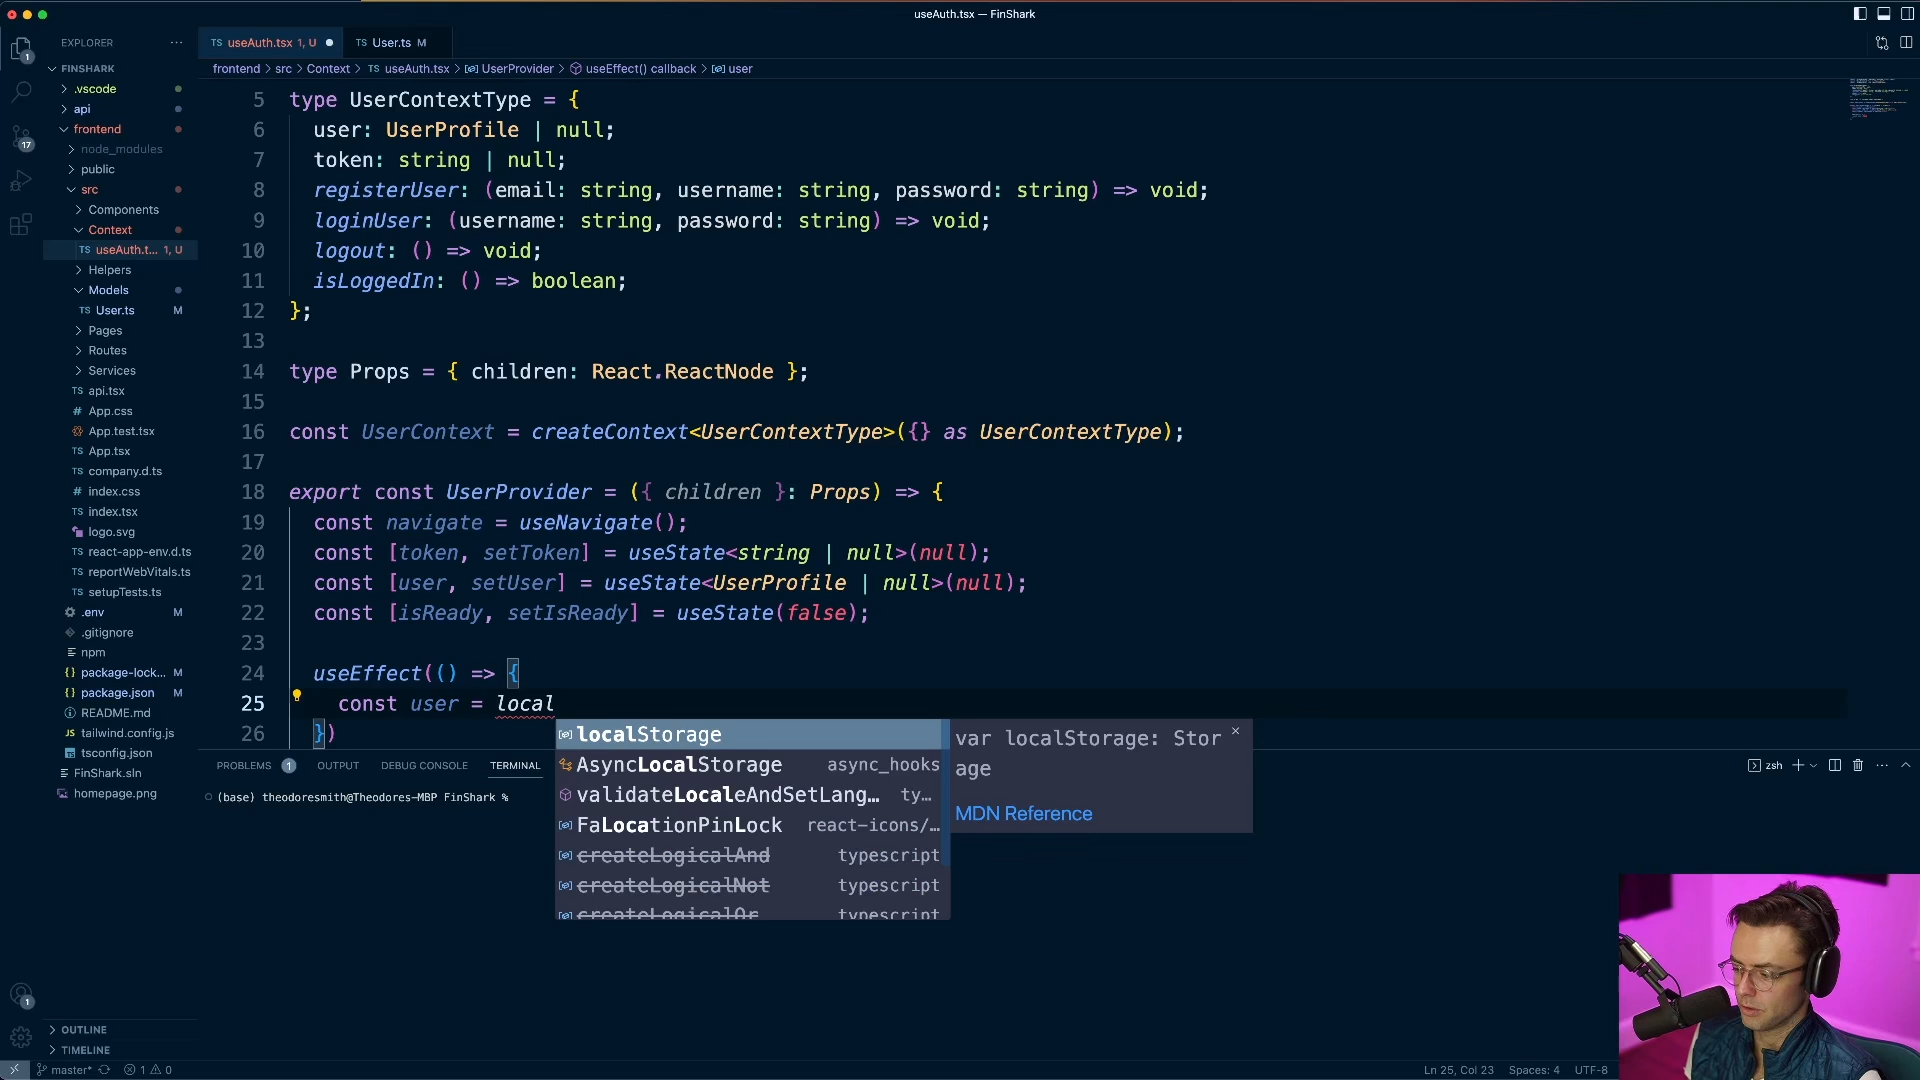 useAuth.tsx — FinShark
EXPLORER
FINSHARK
.vscode
api
frontend
node_modules
public
src
Components
Context
TS useAuth.t... 1, U
Helpers
Models
TS User.ts M
Pages
Routes
Services
TS api.tsx
# App.css
App.test.tsx
TS App.tsx
TS company.d.ts
# index.css
TS index.tsx
logo.svg
TS react-app-env.d.ts
TS reportWebVitals.ts
TS setupTests.ts
.env M
.gitignore
npm
{} package-lock... M
{} package.json M
README.md
JS tailwind.config.js
tsconfig.json
FinShark.sln
homepage.png
OUTLINE
TIMELINE
1
17
1
TS useAuth.tsx 1, U
TS User.ts M
frontend > src > Context > TS useAuth.tsx > UserProvider > useEffect() callback > user
5 type UserContextType = {
6 user: UserProfile | null;
7 token: string | null;
8 registerUser: (email: string, username: string, password: string) => void;
9 loginUser: (username: string, password: string) => void;
10 logout: () => void;
11 isLoggedIn: () => boolean;
12 };
13
14 type Props = { children: React.ReactNode };
15
16 const UserContext = createContext<UserContextType>({} as UserContextType);
17
18 export const UserProvider = ({ children }: Props) => {
19 const navigate = useNavigate();
20 const [token, setToken] = useState<string | null>(null);
21 const [user, setUser] = useState<UserProfile | null>(null);
22 const [isReady, setIsReady] = useState(false);
23
24 useEffect(() => {
25 const user = local
26 })
localStorage
AsyncLocalStorage async_hooks
validateLocaleAndSetLang... ty...
FaLocationPinLock react-icons/...
createLogicalAnd typescript
createLogicalNot typescript
createLogicalOr typescript
var localStorage: Stor
age
MDN Reference
PROBLEMS 1 OUTPUT DEBUG CONSOLE TERMINAL
zsh
(base) theodoresmith@Theodores-MBP FinShark %
master* 1 0
Ln 25, Col 23 Spaces: 4 UTF-8